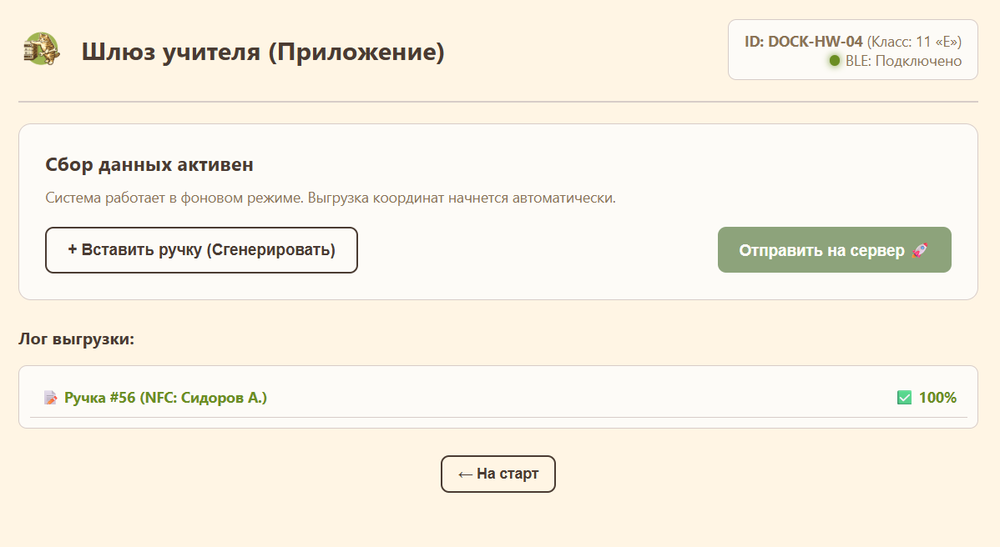 Шлюз учителя (Приложение)
ID: DOCK-HW-04 (Класс: 11 «Е»)
BLE: Подключено
Сбор данных активен
Система работает в фоновом режиме. Выгрузка координат начнется автоматически.
+ Вставить ручку (Сгенерировать)
Отправить на сервер 🚀
Лог выгрузки:
📝 Ручка #56 (NFC: Сидоров А.)
✅ 100%
← На старт